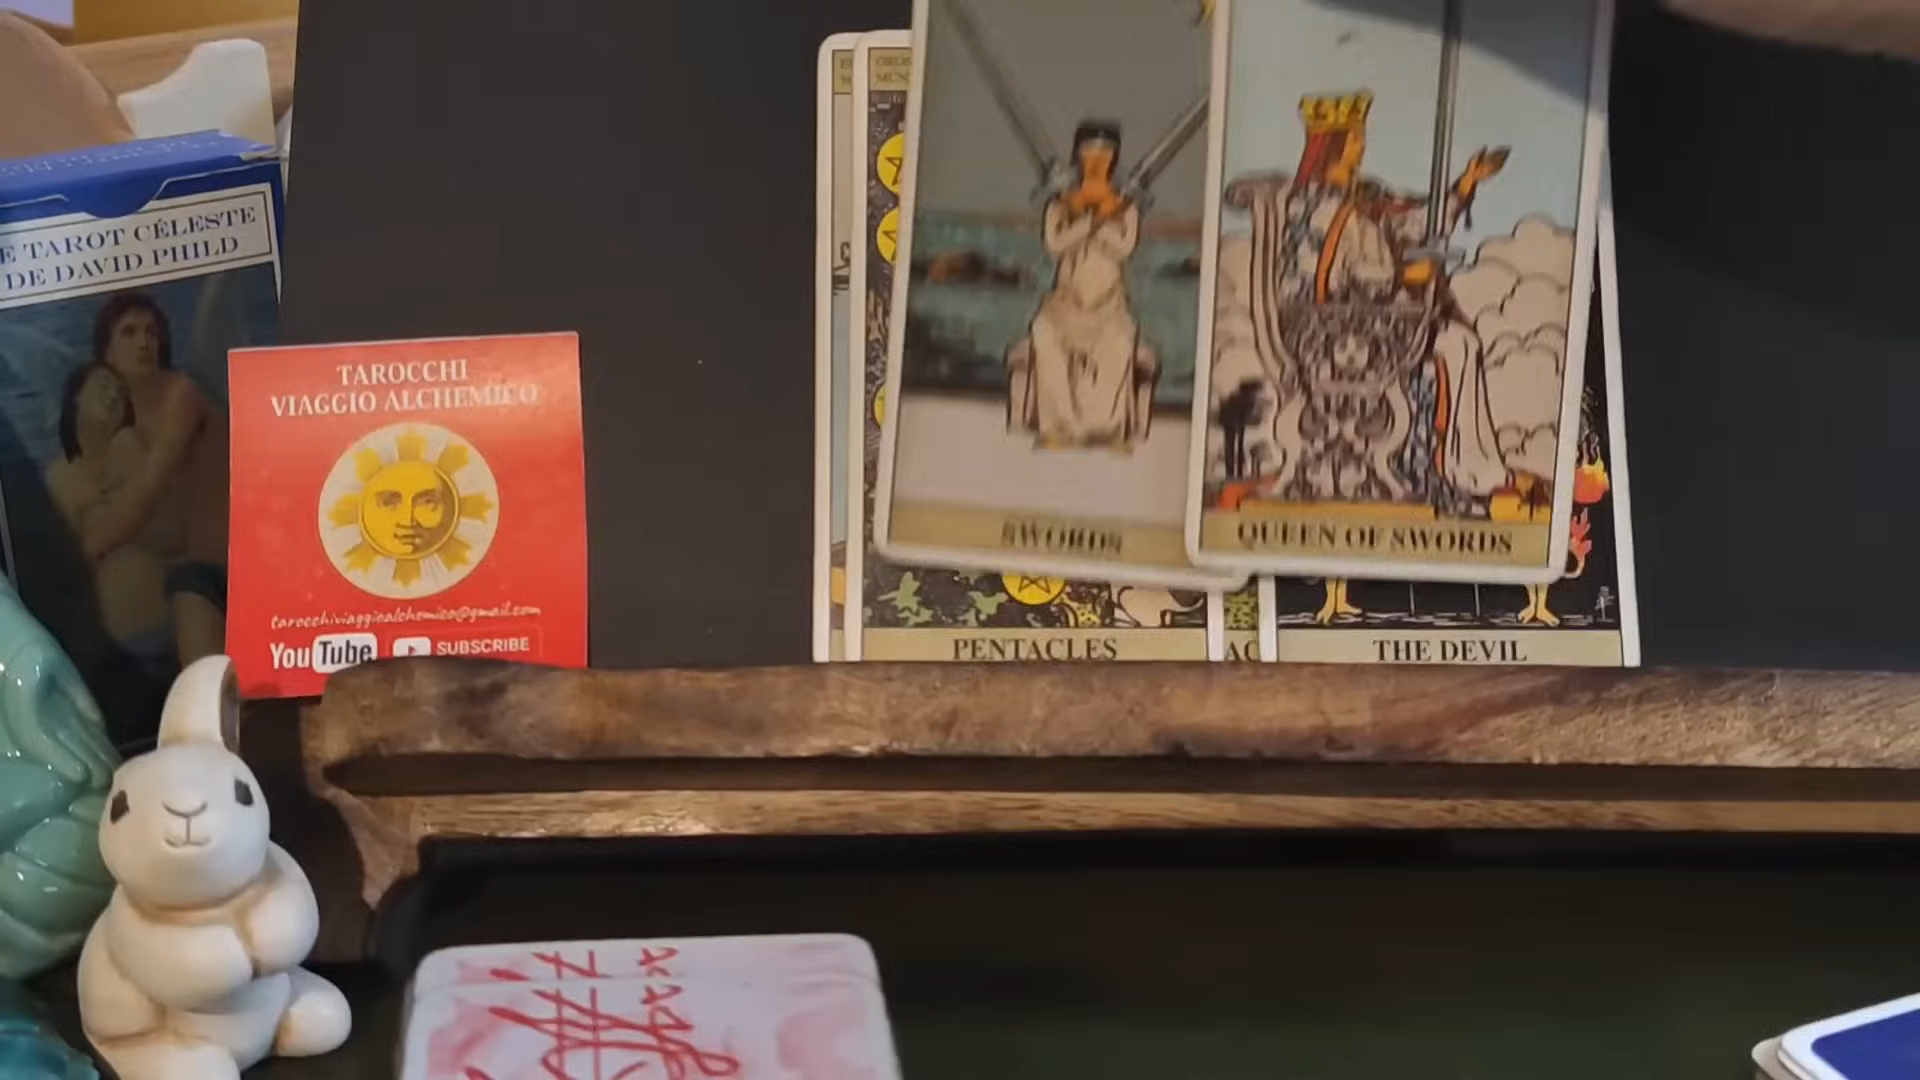 E TAROT CÉLESTE
DE DAVID PHILD
TAROCCHI
VIAGGIO ALCHEMICO
tarocchiviaggioalchemico@gmail.com
YouTube
SUBSCRIBE
SWORDS
QUEEN OF SWORDS
PENTACLES
AC
THE DEVIL